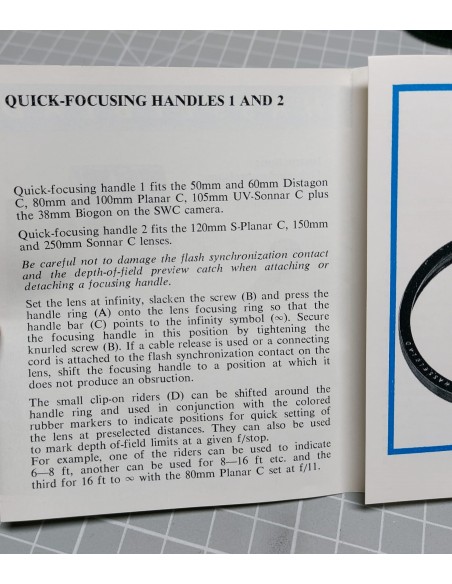 QUICK-FOCUSING HANDLES 1 AND 2
Quick-focusing handle 1 fits the 50mm and 60mm Distagon
C, 80mm and 100mm Planar C, 105mm UV-Sonnar C plus
the 38mm Biogon on the SWC camera.
Quick-focusing handle 2 fits the 120mm S-Planar C, 150mm
and 250mm Sonnar C lenses.
Be careful not to damage the flash synchronization contact
and the depth-of-field preview catch when attaching or
detaching a focusing handle.
Set the lens at infinity, slacken the screw (B) and press the
handle ring (A) onto the lens focusing ring so that the
handle bar (C) points to the infinity symbol (∞). Secure
the focusing handle in this position by tightening the
knurled screw (B). If a cable release is used or a connecting
cord is attached to the flash synchronization contact on the
lens, shift the focusing handle to a position at which it
does not produce an obsruction.
The small clip-on riders (D) can be shifted around the
handle ring and used in conjunction with the colored
rubber markers to indicate positions for quick setting of
the lens at preselected distances. They can also be used
to mark depth of-field limits at a given f/stop.
For example, one of the riders can be used to indicate
6—8 ft, another can be used for 8—16 ft etc. and the
third for 16 ft to ∞ with the 80mm Planar C set at f/11.